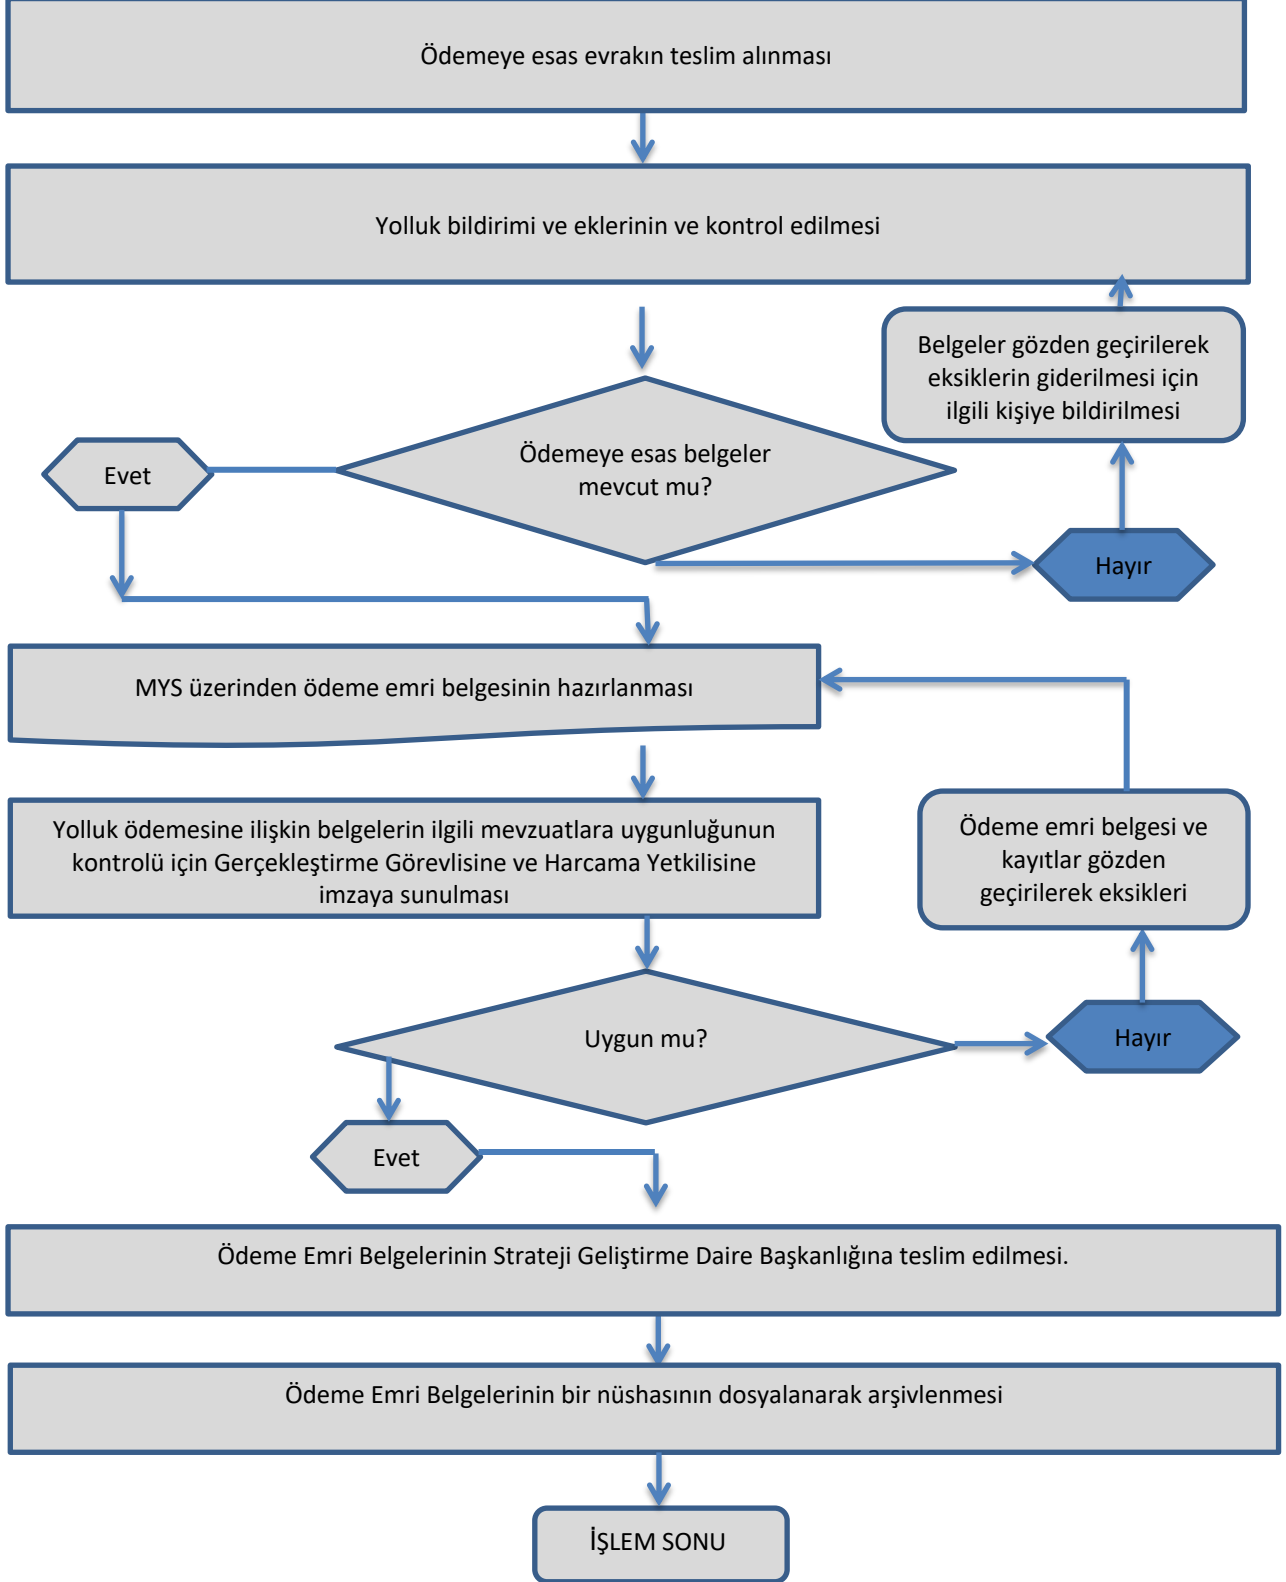 Ödemeye esas evrakın teslim alınması
Yolluk bildirimi ve eklerinin ve kontrol edilmesi
Belgeler gözden geçirilerek
eksiklerin giderilmesi için
ilgili kişiye bildirilmesi
Ödemeye esas belgeler
mevcut mu?
Evet
Hayır
MYS üzerinden ödeme emri belgesinin hazırlanması
Yolluk ödemesine ilişkin belgelerin ilgili mevzuatlara uygunluğunun
kontrolü için Gerçekleştirme Görevlisine ve Harcama Yetkilisine
imzaya sunulması
Ödeme emri belgesi ve
kayıtlar gözden
geçirilerek eksikleri
Uygun mu?
Hayır
Evet
Ödeme Emri Belgelerinin Strateji Geliştirme Daire Başkanlığına teslim edilmesi.
Ödeme Emri Belgelerinin bir nüshasının dosyalanarak arşivlenmesi
İŞLEM SONU